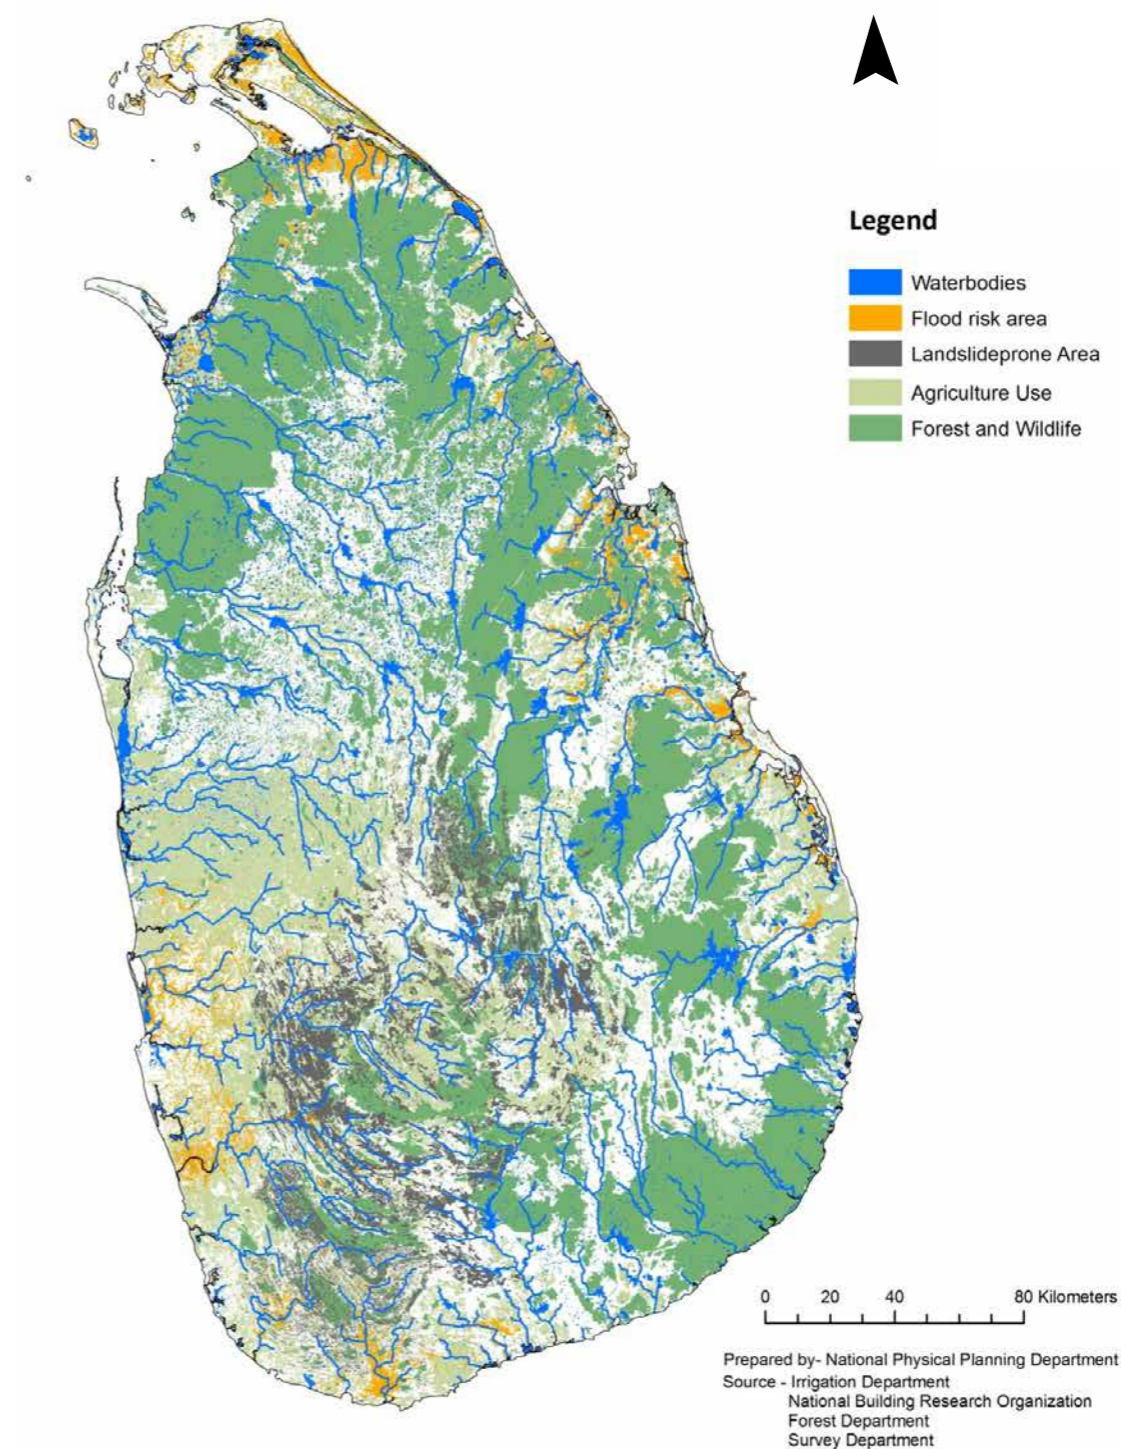 Legend
Waterbodies
Flood risk area
Landslideprone Area
Agriculture Use
Forest and Wildlife
0 20 40 80 Kilometers
Prepared by- National Physical Planning Department
Source - Irrigation Department
National Building Research Organization
Forest Department
Survey Department